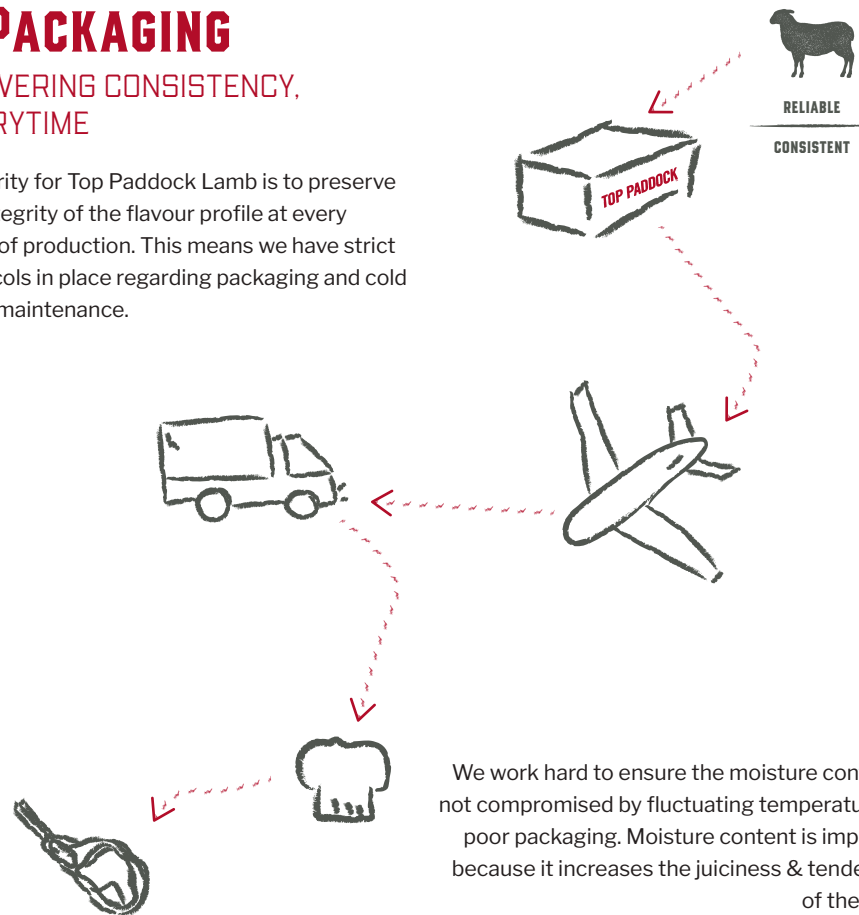 PACKAGING
VERING CONSISTENCY,
RYTIME
RELIABLE
CONSISTENT
rity for Top Paddock Lamb is to preserve
egrity of the flavour profile at every
of production. This means we have strict
cols in place regarding packaging and cold
maintenance.
TOP PADDOCK
We work hard to ensure the moisture con
not compromised by fluctuating temperatu
poor packaging. Moisture content is imp
because it increases the juiciness & tende
of the